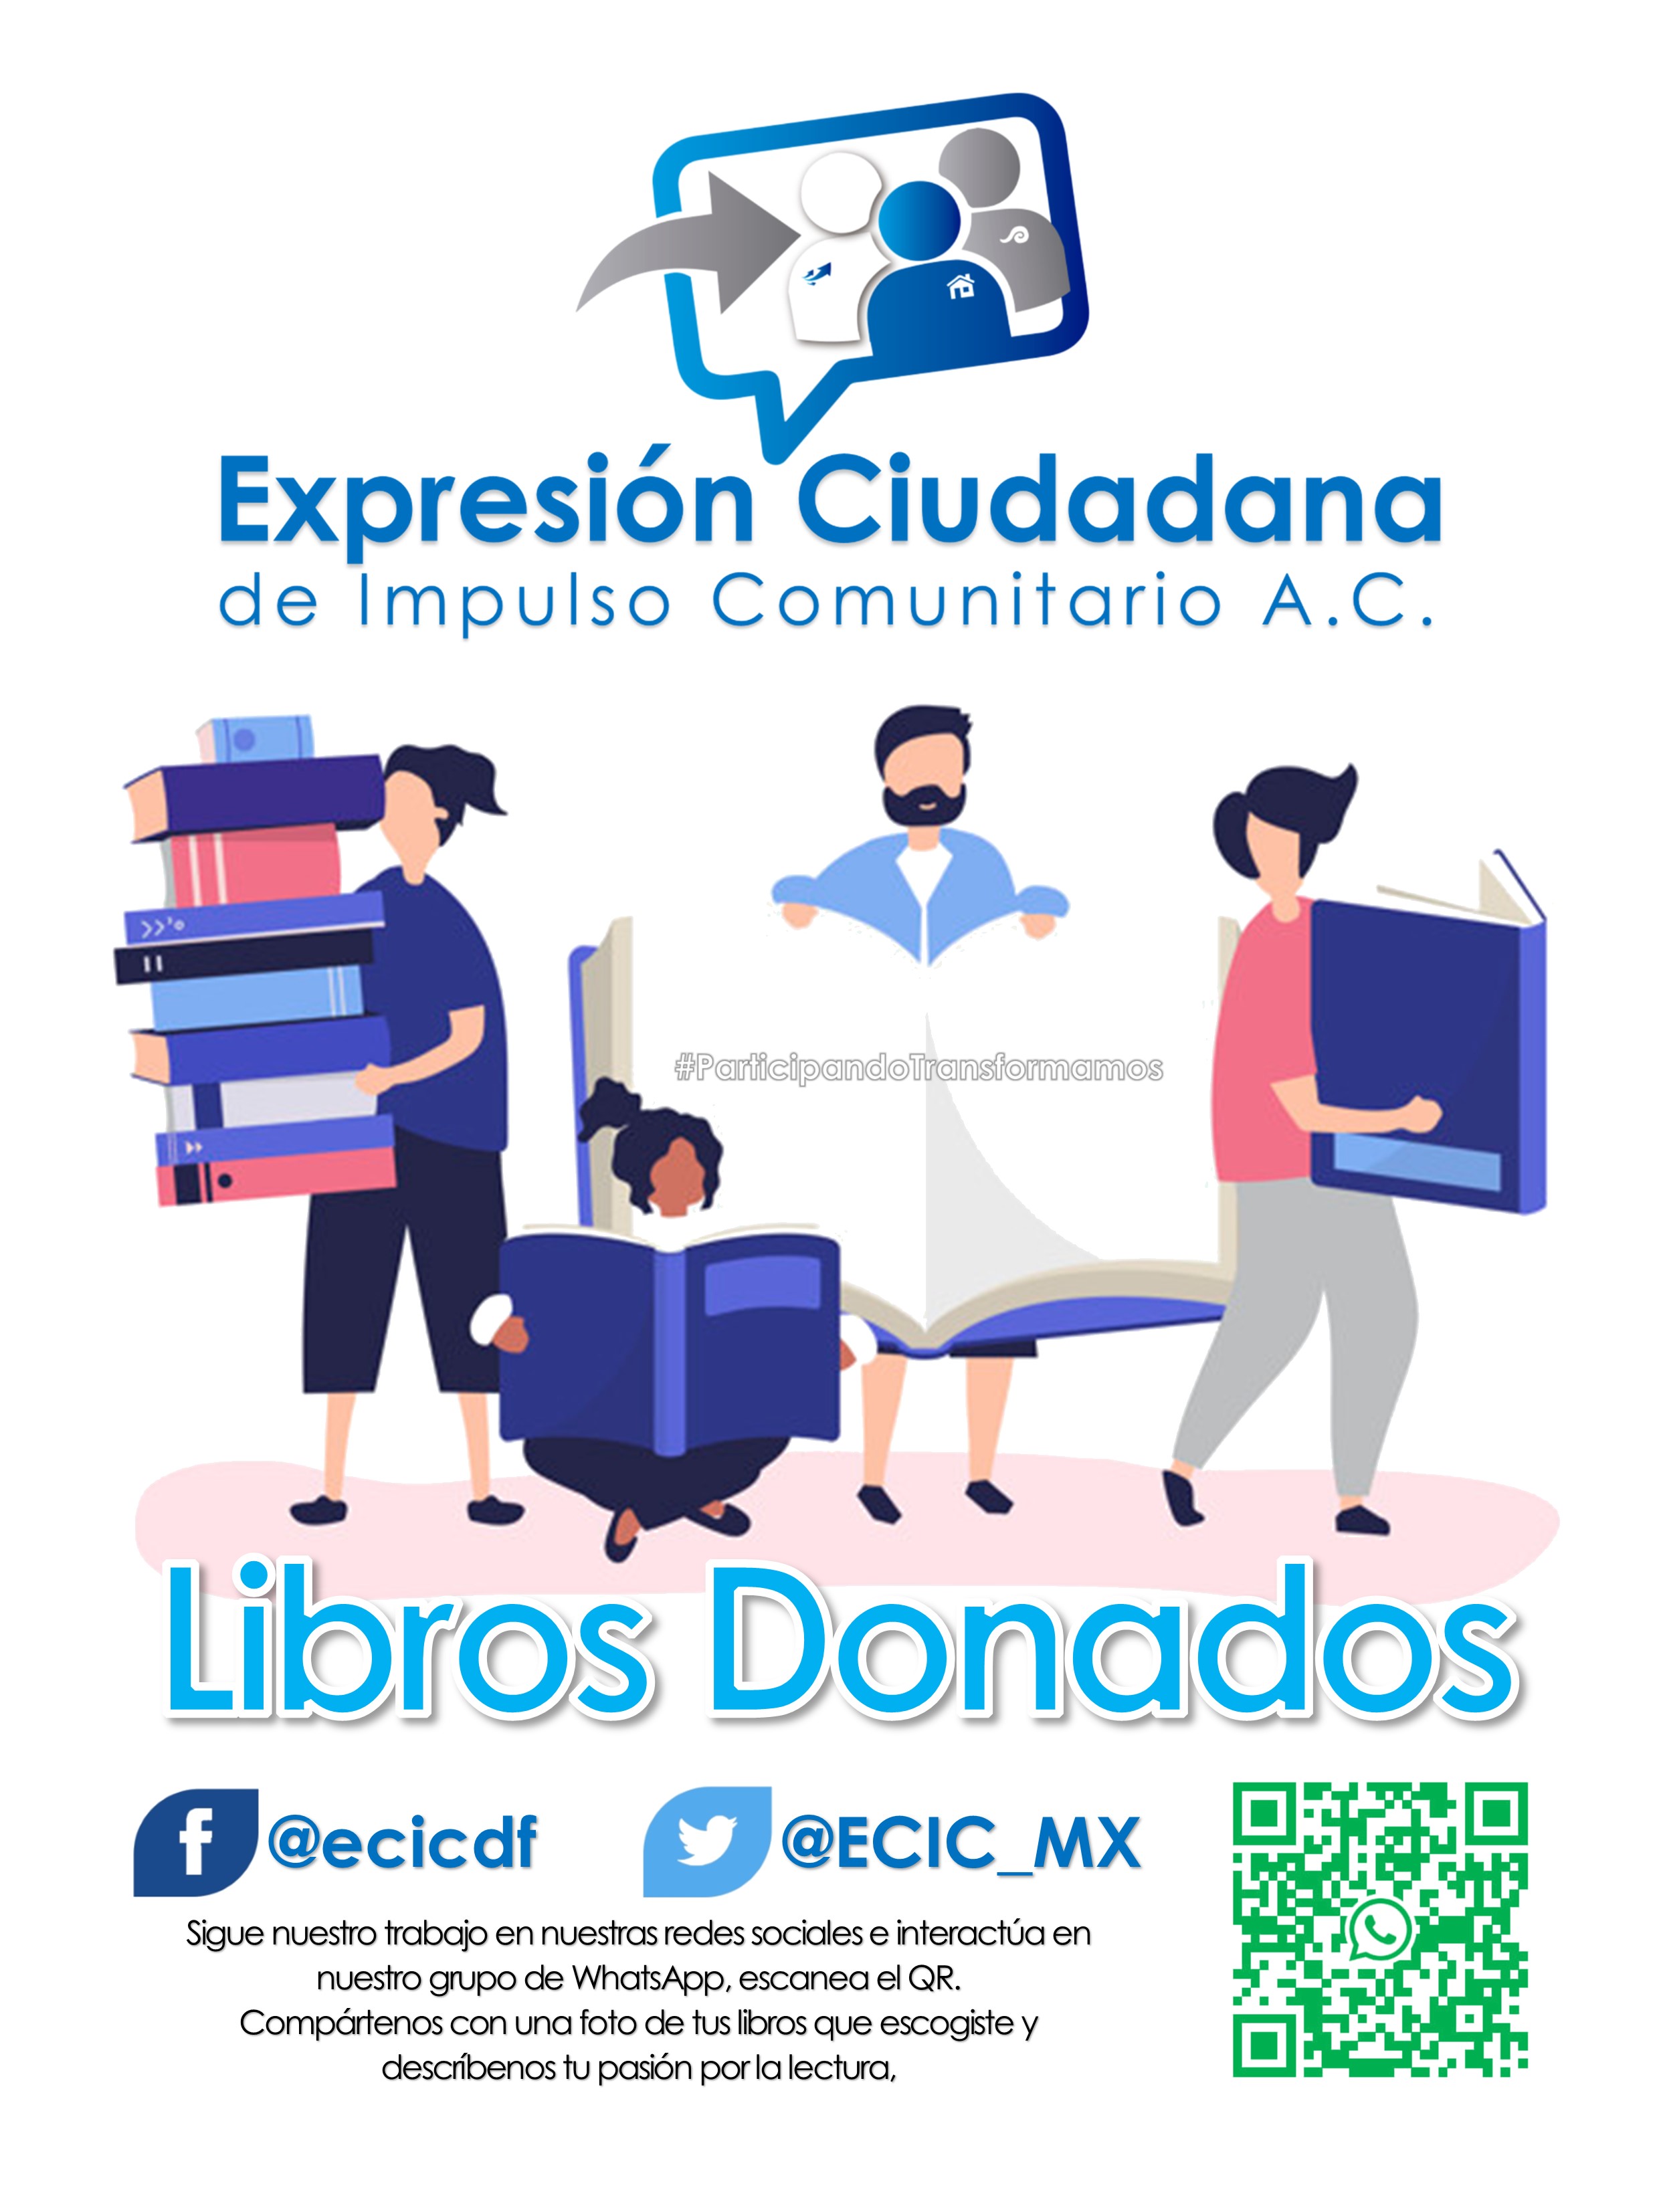 Expresión Ciudadana
de Impulso Comunitario A.C.
#ParticipandoTransformamos
Libros Donados
@ecicdf
@ECIC_MX
Sigue nuestro trabajo en nuestras redes sociales e interactúa en
nuestro grupo de WhatsApp, escanea el QR.
Compártenos con una foto de tus libros que escogiste y
descríbenos tu pasión por la lectura,